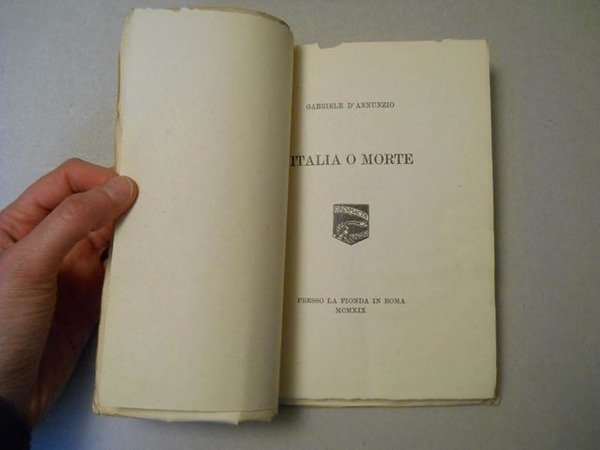 GABRIELE D'ANNUNZIO
ITALIA O MORTE
PRESSO LA FIONDA IN ROMA
MCMXIX